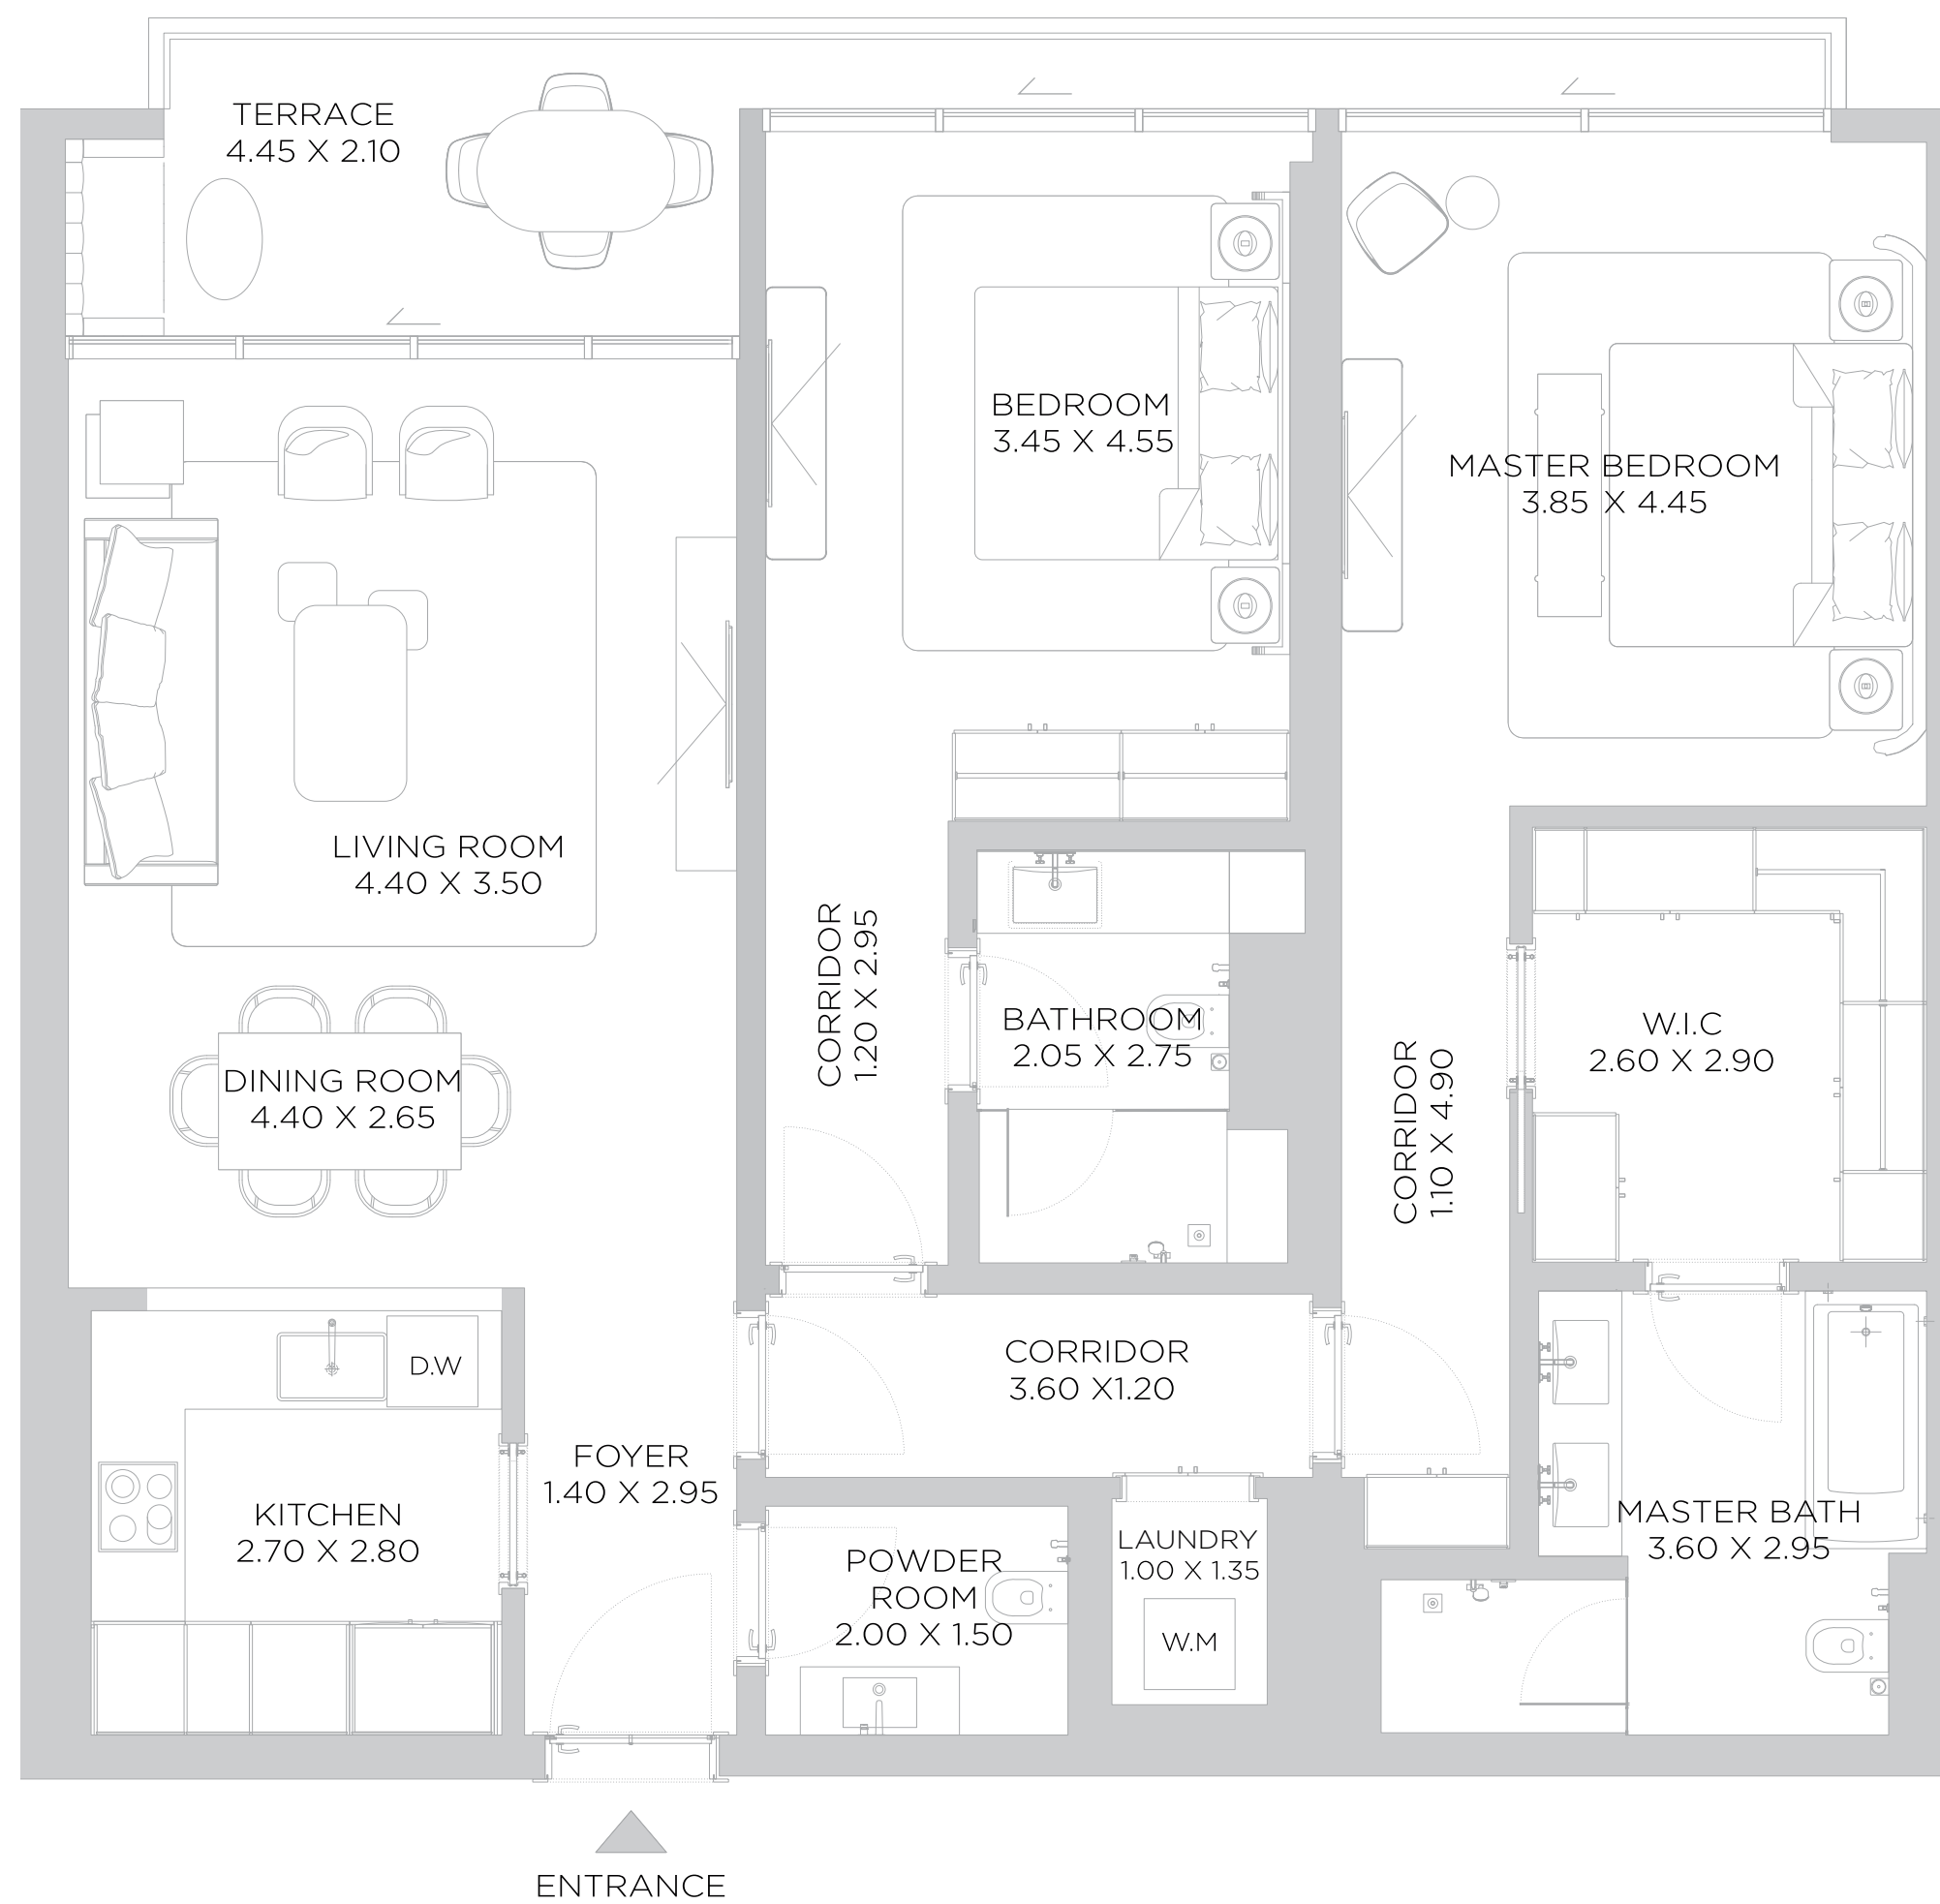 TERRACE
4.45 X 2.10
BEDROOM
3.45 X 4.55
MASTER BEDROOM
3.85 X 4.45
LIVING ROOM
4.40 X 3.50
CORRIDOR
1.20 X 2.95
BATHROOM
2.05 X 2.75
CORRIDOR
1.10 X 4.90
W.I.C
2.60 X 2.90
DINING ROOM
4.40 X 2.65
D.W
CORRIDOR
3.60 X1.20
FOYER
1.40 X 2.95
KITCHEN
2.70 X 2.80
POWDER
ROOM
2.00 X 1.50
LAUNDRY
1.00 X 1.35
W.M
MASTER BATH
3.60 X 2.95
ENTRANCE